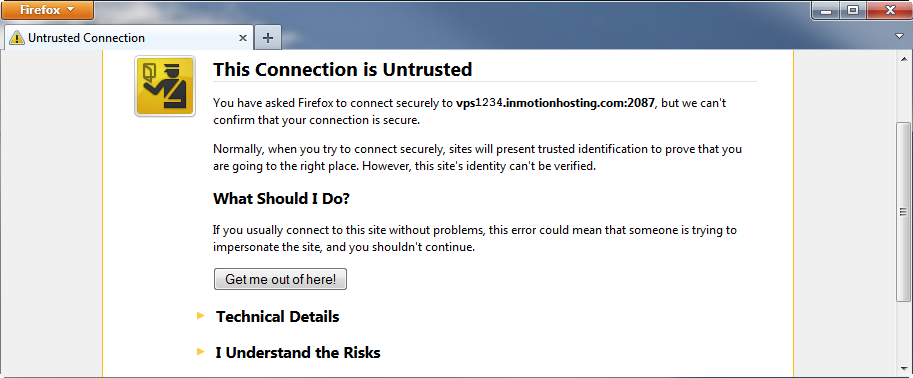 Firefox
Untrusted Connection
This Connection is Untrusted
You have asked Firefox to connect securely to vps1234.inmotionhosting.com:2087, but we can't
confirm that your connection is secure.
Normally, when you try to connect securely, sites will present trusted identification to prove that you
are going to the right place. However, this site's identity can't be verified.
What Should I Do?
If you usually connect to this site without problems, this error could mean that someone is trying to
impersonate the site, and you shouldn't continue.
Get me out of here!
Technical Details
I Understand the Risks